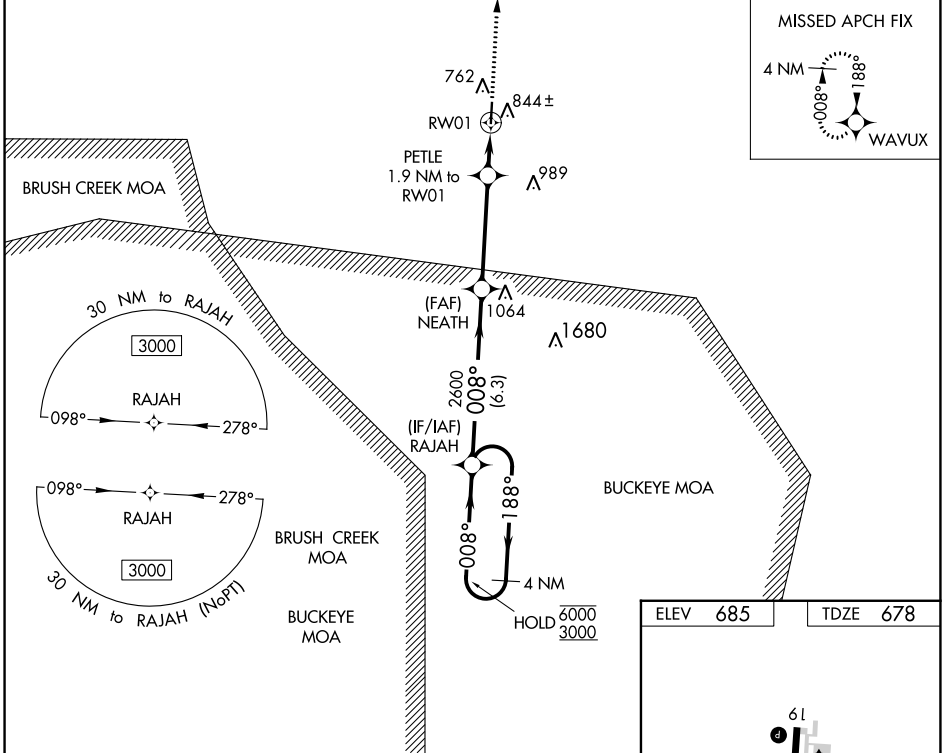 MISSED APCH FIX
4 NM
008°
188°
WAVUX
762
844±
RW01
PETLE
1.9 NM to
RW01
989
BRUSH CREEK MOA
(FAF)
NEATH
1064
1680
30 NM to RAJAH
3000
RAJAH
098°
278°
2600
008°
(6.3)
(IF/IAF)
RAJAH
098°
278°
RAJAH
3000
30 NM to RAJAH (NoPT)
BRUSH CREEK
MOA
BUCKEYE
MOA
BUCKEYE MOA
008°
188°
4 NM
HOLD 6000
3000
ELEV 685
TDZE 678
19
P